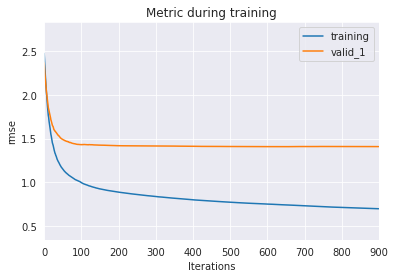 Metric during training
training
valid_1
rmse
2.5
2.0
1.5
1.0
0.5
0 100 200 300 400 500 600 700 800 900
Iterations